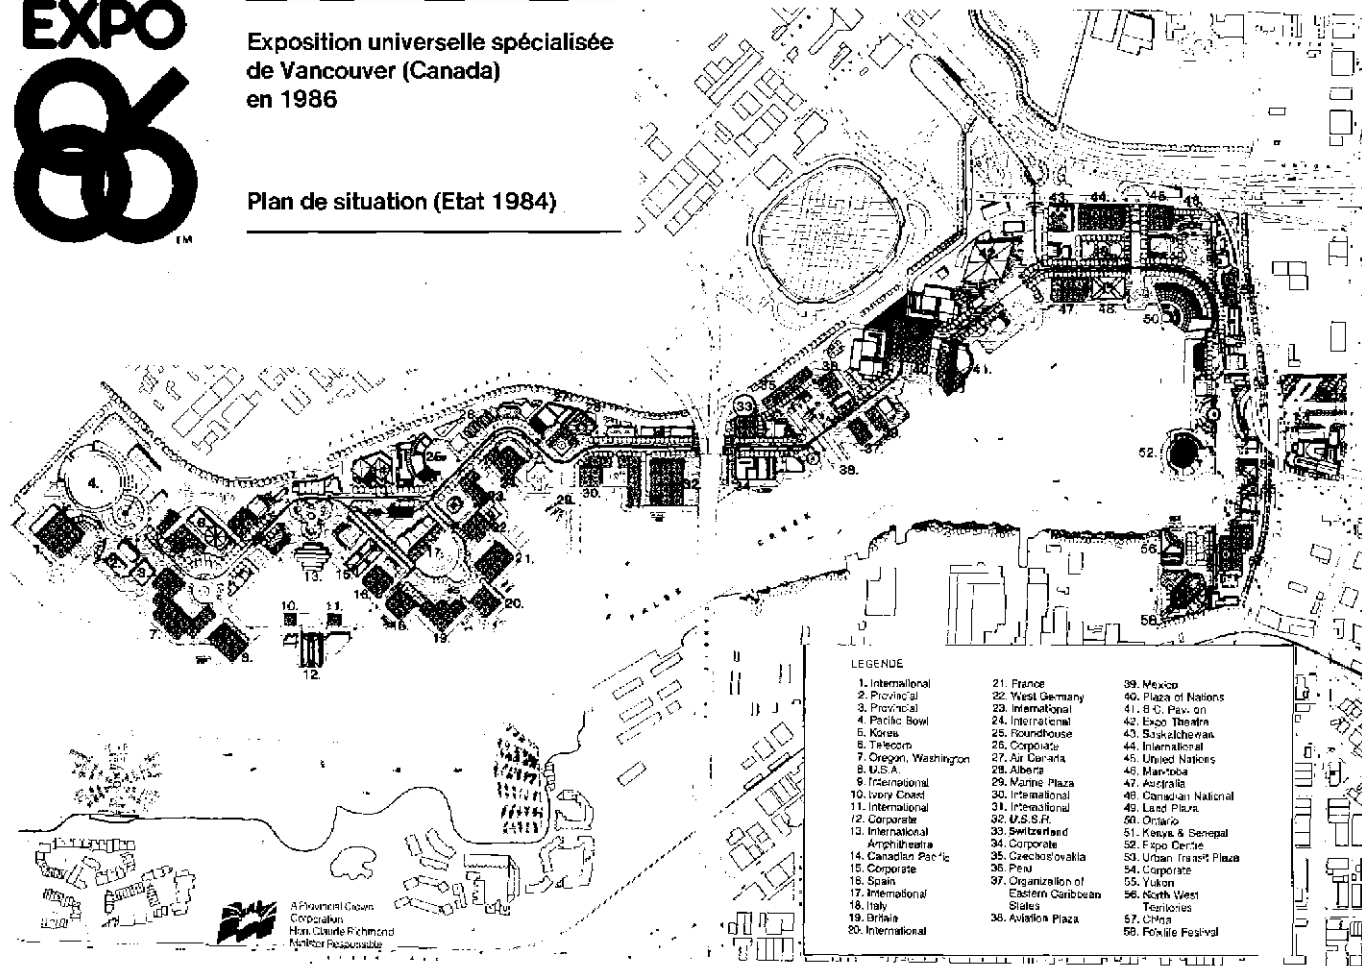 EXPO
86
TM
Exposition universelle spécialisée
de Vancouver (Canada)
en 1986
Plan de situation (Etat 1984)
FALSE
CREEK
LEGENDE
1. International
2. Provincial
3. Provincial
4. Pacific Bowl
5. Korea
6. Telecom
7. Oregon, Washington
8. U.S.A.
9. International
10. Ivory Coast
11. International
12. Corporate
13. International
Amphitheatre
14. Canadian Pacific
15. Corporate
16. Spain
17. International
18. Italy
19. Britain
20. International
21. France
22. West Germany
23. International
24. International
25. Roundhouse
26. Corporate
27. Air Canada
28. Alberta
29. Marine Plaza
30. International
31. International
32. U.S.S.R.
33. Switzerland
34. Corporate
35. Czechoslovakia
36. Peru
37. Organization of
Eastern Caribbean
States
38. Aviation Plaza
39. Mexico
40. Plaza of Nations
41. B.C. Pavilion
42. Expo Theatre
43. Saskatchewan
44. International
45. United Nations
46. Manitoba
47. Australia
48. Canadian National
49. Land Plaza
50. Ontario
51. Kenya & Senegal
52. Expo Centre
53. Urban Transit Plaza
54. Corporate
55. Yukon
56. North West
Territories
57. China
58. Folklife Festival
A Provincial Crown
Corporation
Hon. Claude Richmond
Minister Responsible